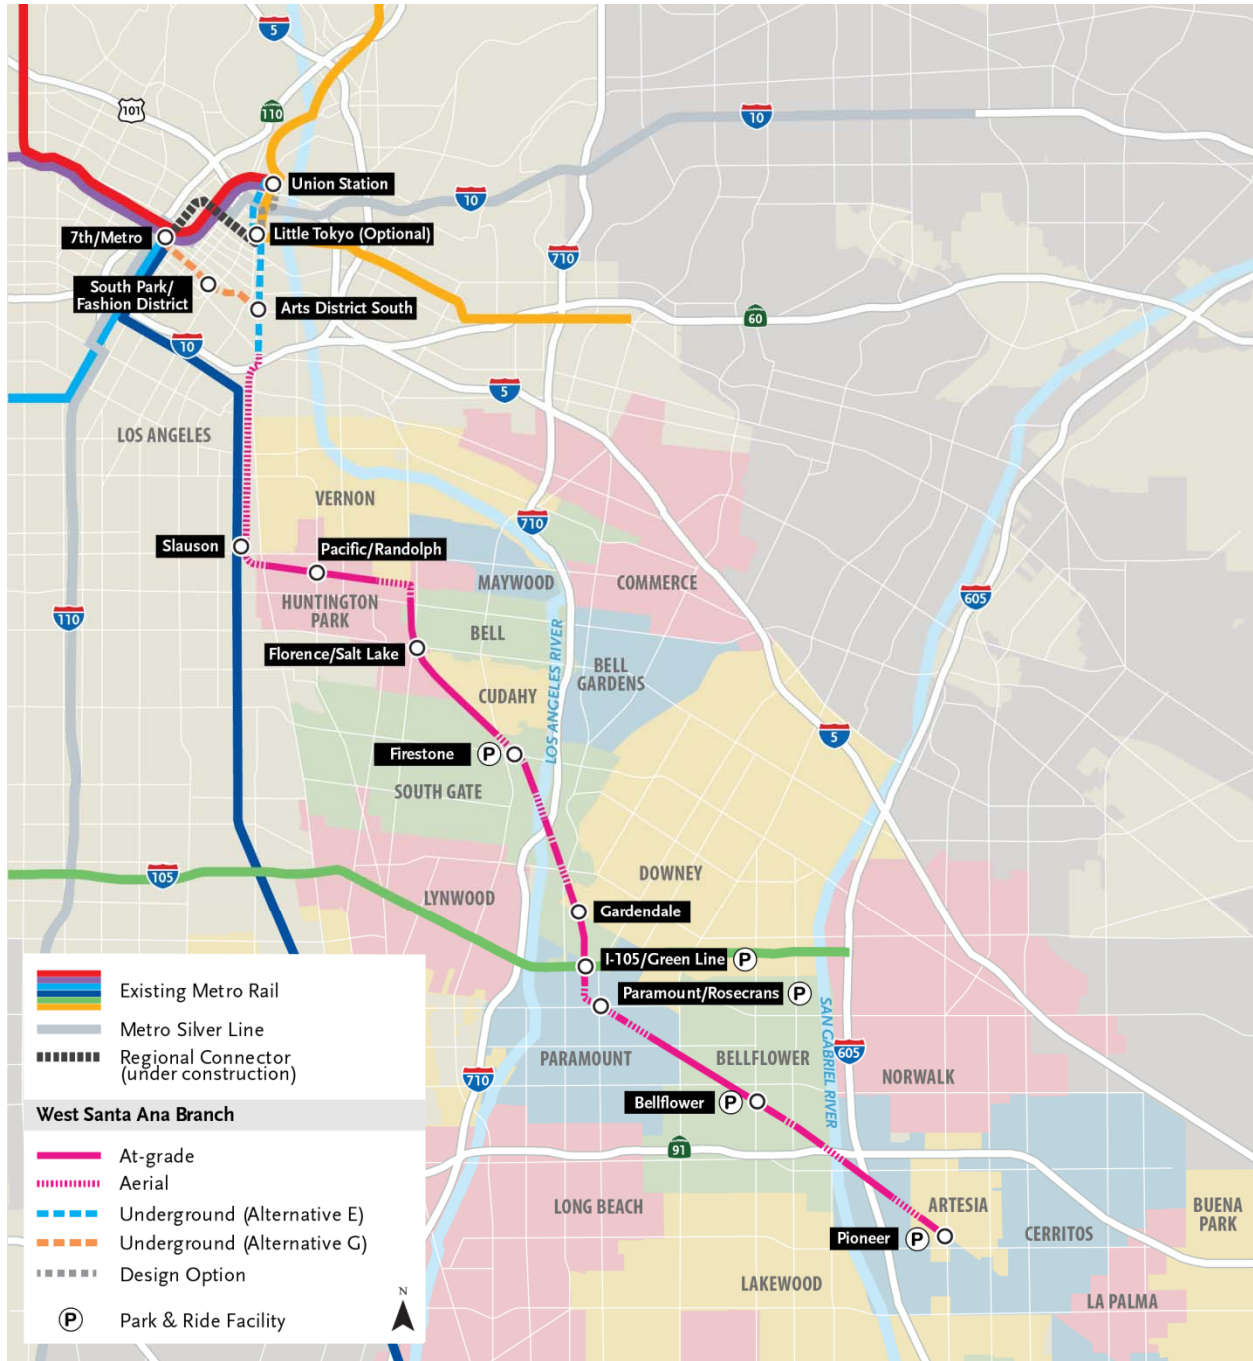 5
101
110
10
Union Station
10
7th/Metro
Little Tokyo (Optional)
710
South Park/
Fashion District
Arts District South
60
10
5
LOS ANGELES
VERNON
710
Slauson
Pacific/Randolph
MAYWOOD
COMMERCE
605
HUNTINGTON
PARK
110
BELL
LOS ANGELES RIVER
Florence/Salt Lake
BELL
GARDENS
CUDAHY
5
Firestone
P
SOUTH GATE
105
DOWNEY
LYNWOOD
Gardendale
I-105/Green Line
P
Paramount/Rosecrans
P
SAN GABRIEL RIVER
PARAMOUNT
BELLFLOWER
605
NORWALK
710
Bellflower
P
91
LONG BEACH
ARTESIA
BUENA
PARK
Pioneer
P
CERRITOS
LAKEWOOD
LA PALMA
Existing Metro Rail
Metro Silver Line
Regional Connector
(under construction)
West Santa Ana Branch
At-grade
Aerial
Underground (Alternative E)
Underground (Alternative G)
Design Option
P
Park & Ride Facility
N